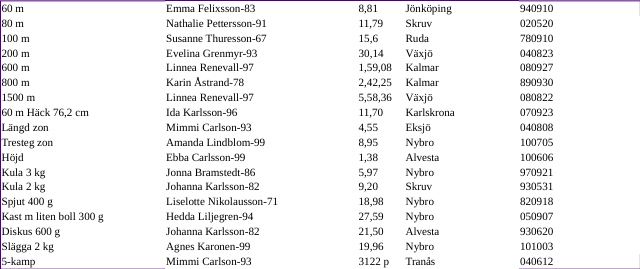 60 m Emma Felixsson-83 8,81 Jönköping 940910
80 m Nathalie Pettersson-91 11,79 Skruv 020520
100 m Susanne Thuresson-67 15,6 Ruda 780910
200 m Evelina Grenmyr-93 30,14 Växjö 040823
600 m Linnea Renevall-97 1,59,08 Kalmar 080927
800 m Karin Åstrand-78 2,42,25 Kalmar 890930
1500 m Linnea Renevall-97 5,58,36 Växjö 080822
60 m Häck 76,2 cm Ida Karlsson-96 11,70 Karlskrona 070923
Längd zon Mimmi Carlson-93 4,55 Eksjö 040808
Tresteg zon Amanda Lindblom-99 8,95 Nybro 100705
Höjd Ebba Carlsson-99 1,38 Alvesta 100606
Kula 3 kg Jonna Bramstedt-86 5,97 Nybro 970921
Kula 2 kg Johanna Karlsson-82 9,20 Skruv 930531
Spjut 400 g Liselotte Nikolausson-71 18,98 Nybro 820918
Kast m liten boll 300 g Hedda Liljegren-94 27,59 Nybro 050907
Diskus 600 g Johanna Karlsson-82 21,50 Alvesta 930620
Slägga 2 kg Agnes Karonen-99 19,96 Nybro 101003
5-kamp Mimmi Carlson-93 3122 p Tranås 040612